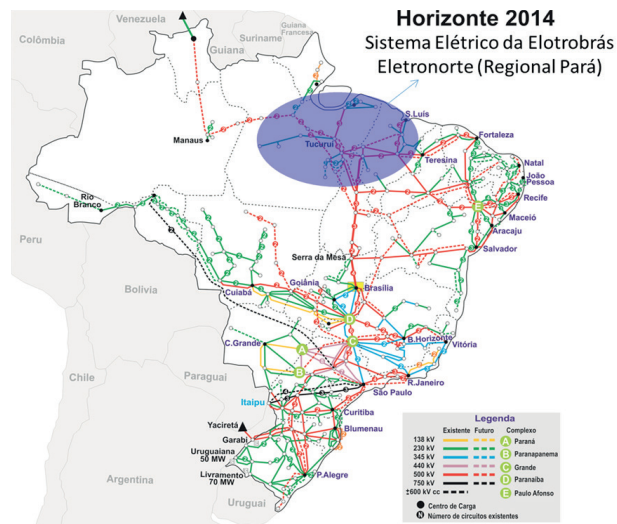 Horizonte 2014
Sistema Elétrico da Elotrobrás
Eletronorte (Regional Pará)
Venezuela
Colômbia
Guiana
Suriname
Guiana
Francesa
Manaus
Tucuruí
S.Luís
Teresina
Fortaleza
Natal
João
Pessoa
Recife
Maceió
Aracaju
Salvador
E
Rio
Branco
Peru
Bolivia
Serra da Mesa
Cuiabá
Goiânia
Brasília
D
C.Grande
A
B
C
B.Horizonte
Vitória
Chile
Paraguai
São Paulo
R.Janeiro
Itaipu
Curitiba
Blumenau
Yaciretá
Garabi
Uruguaiana
50 MW
Livramento
70 MW
P.Alegre
Argentina
Uruguai
Legenda
Existente Futuro Complexo
138 kV A Paraná
230 kV B Paranapanema
345 kV
440 kV C Grande
500 kV D Paranaiba
750 kV
±600 kV cc E Paulo Afonso
Centro de Carga
N Número de circuitos existentes